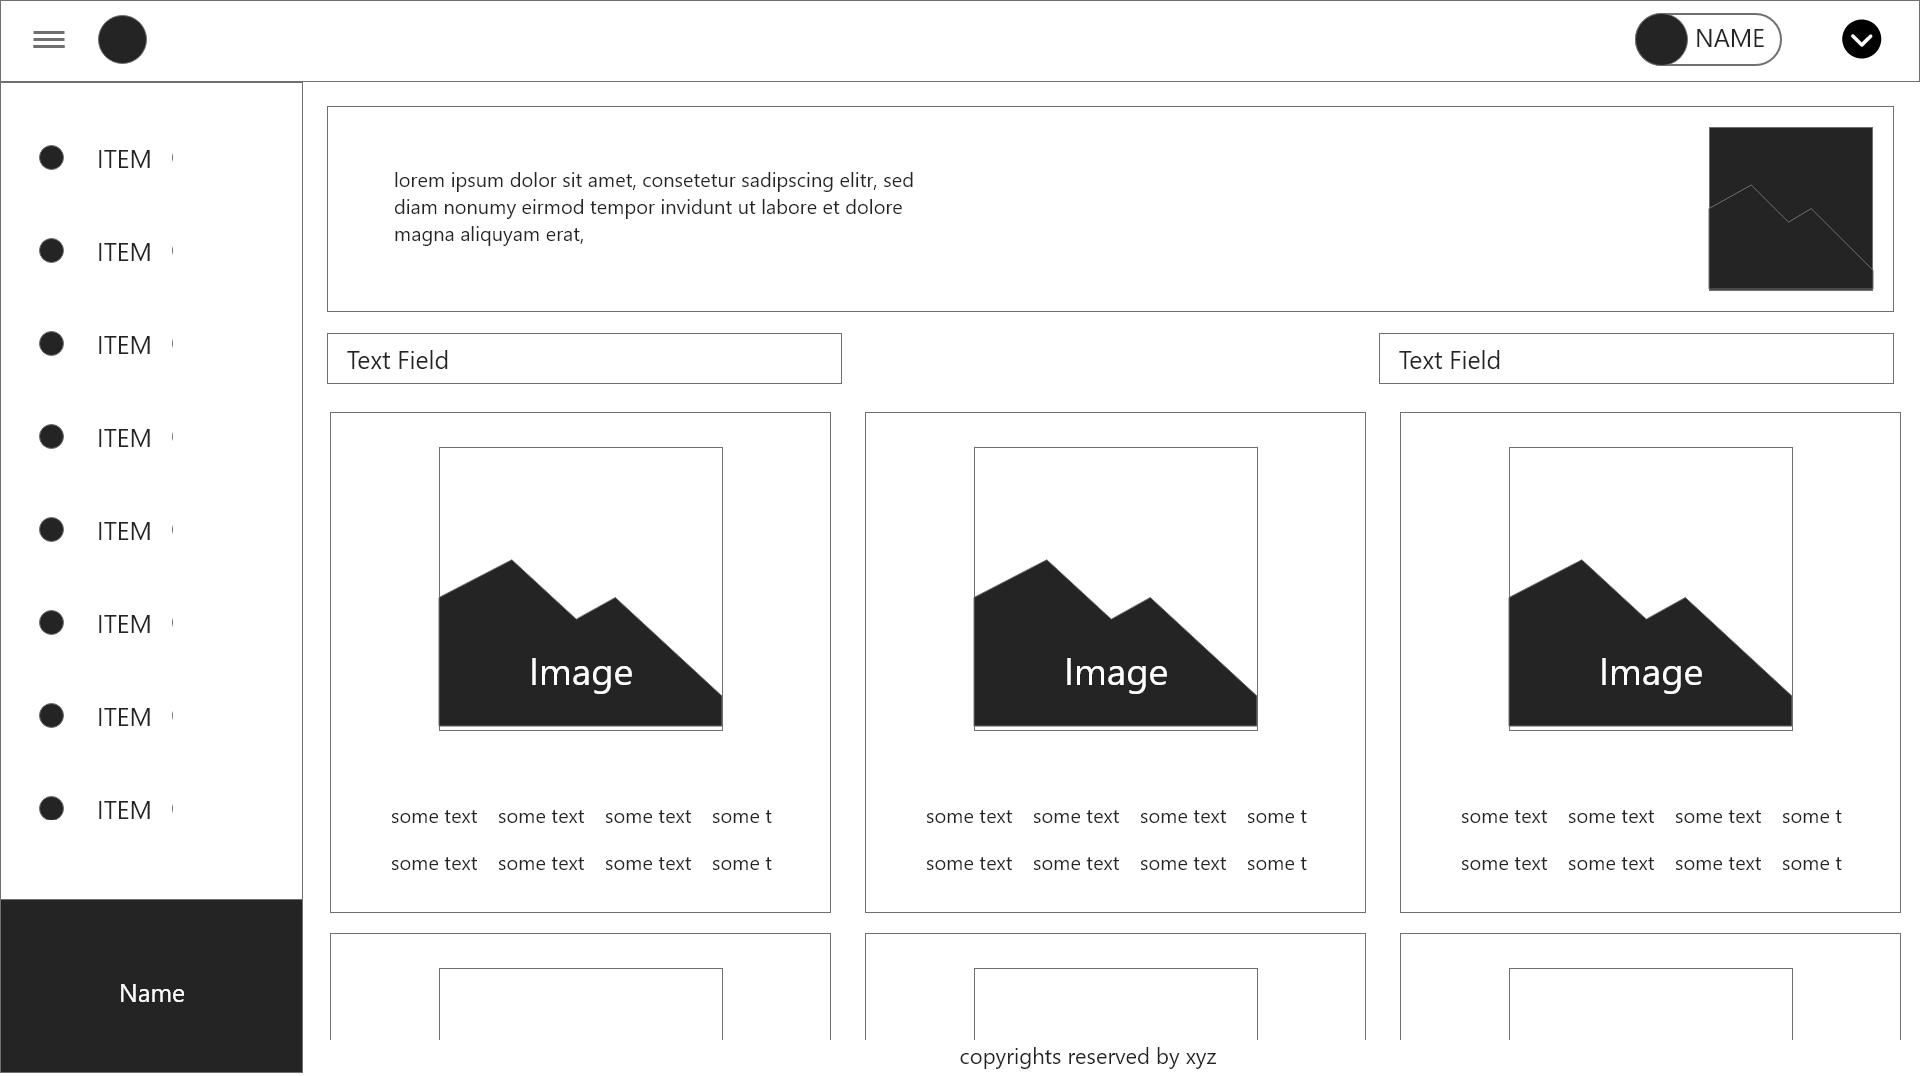 NAME
ITEM
ITEM
ITEM
ITEM
ITEM
ITEM
ITEM
ITEM
Name
lorem ipsum dolor sit amet, consetetur sadipscing elitr, sed
diam nonumy eirmod tempor invidunt ut labore et dolore
magna aliquyam erat,
Text Field
Text Field
Image
some text some text some text some t
some text some text some text some t
Image
some text some text some text some t
some text some text some text some t
Image
some text some text some text some t
some text some text some text some t
copyrights reserved by xyz